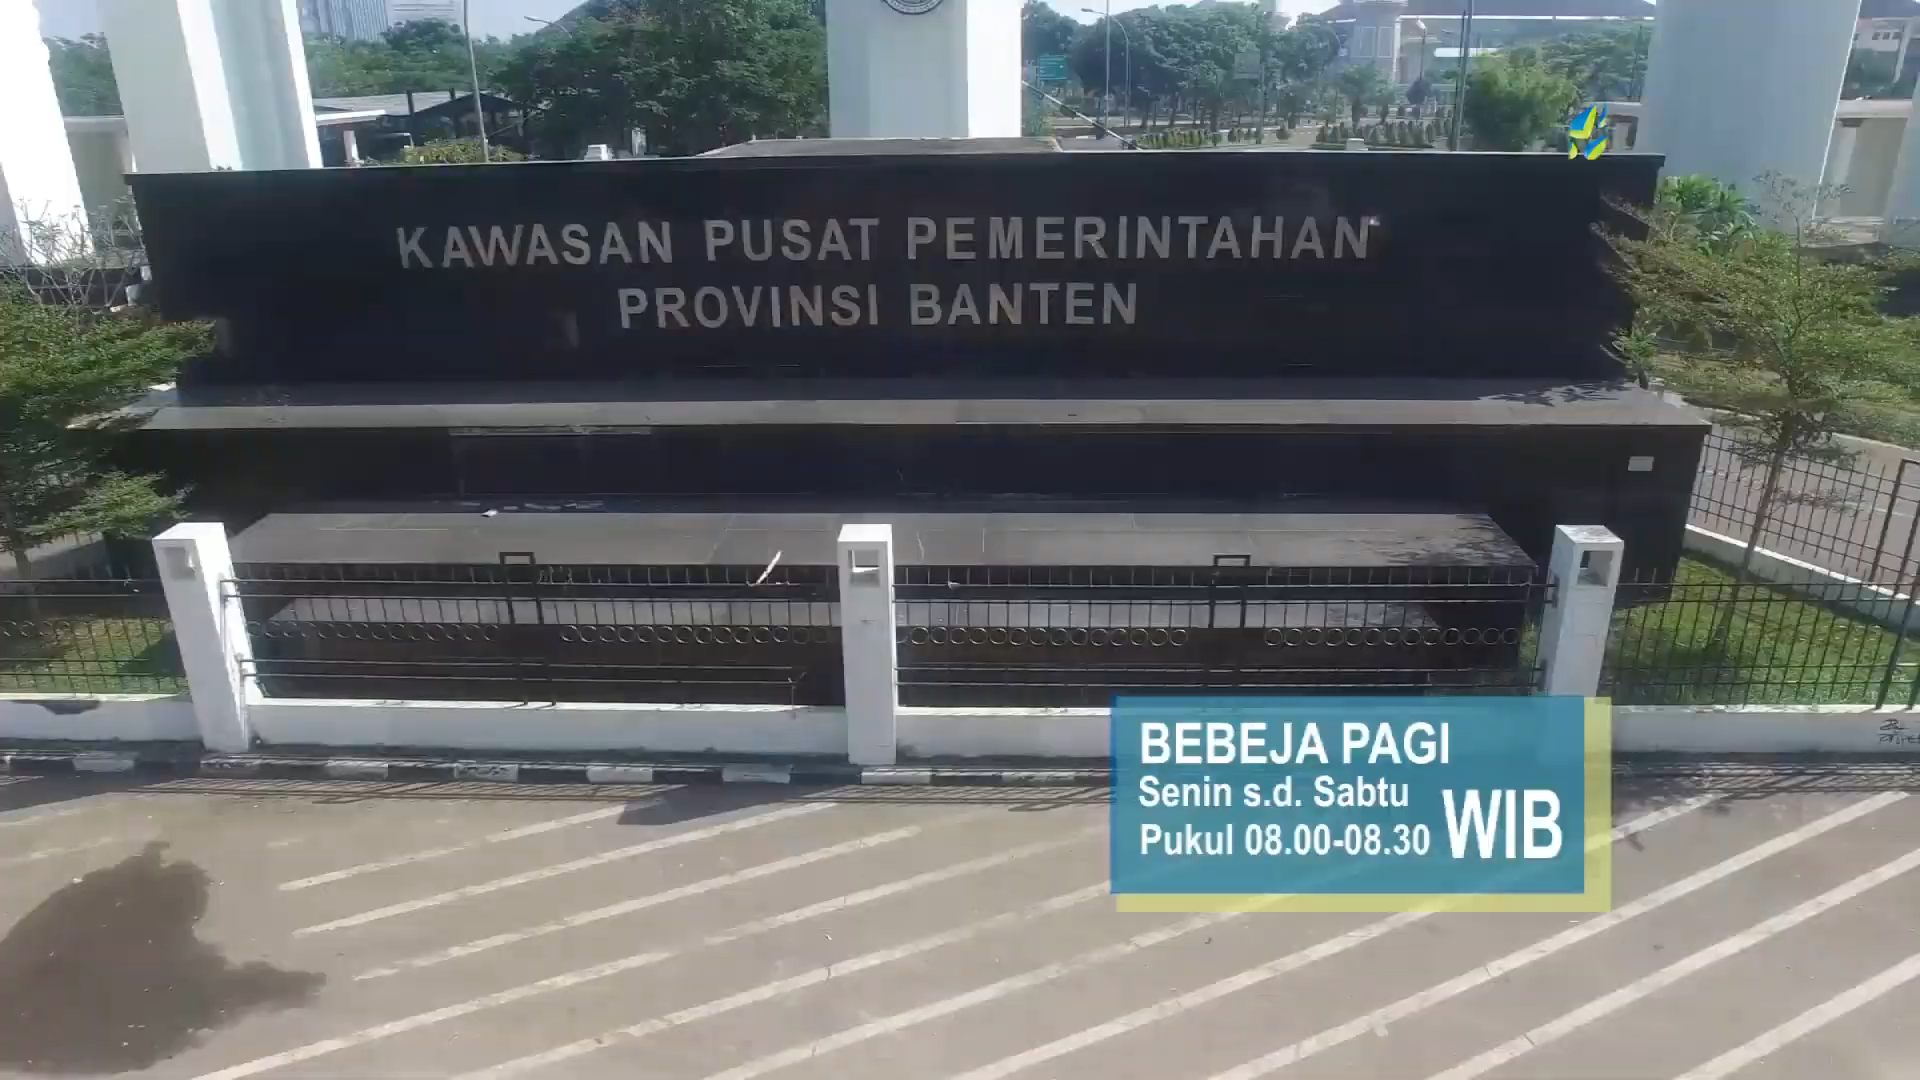 KAWASAN PUSAT PEMERINTAHAN
PROVINSI BANTEN
BEBEJA PAGI
Senin s.d. Sabtu
Pukul 08.00-08.30 WIB